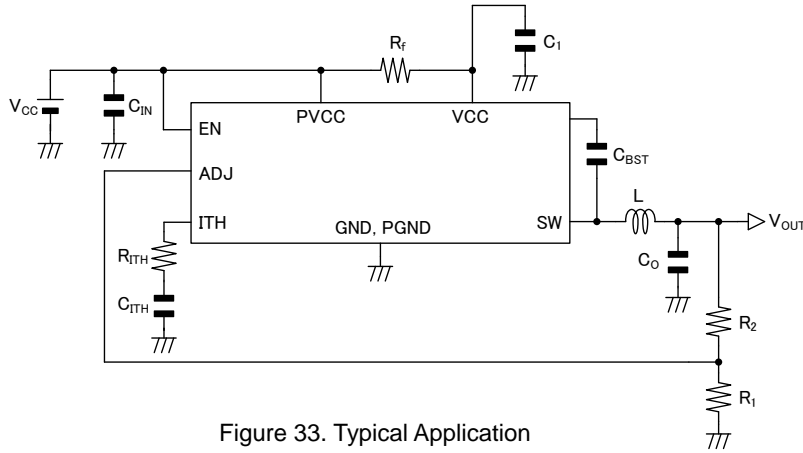 Rf
C1
VCC
CIN
PVCC
VCC
EN
CBST
ADJ
L
ITH
GND, PGND
SW
VOUT
RITH
CO
CITH
R2
R1
Figure 33. Typical Application